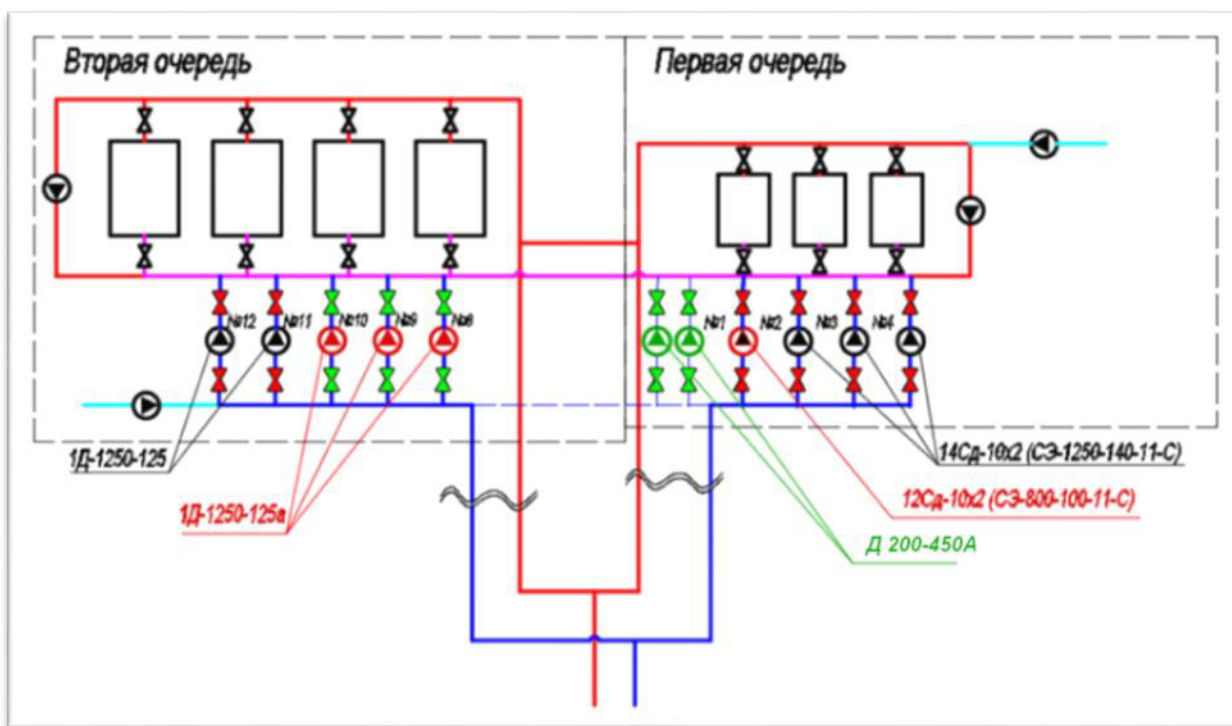 Вторая очередь
Первая очередь
№12
№11
№10
№9
№8
№1
№2
№3
№4
1Д-1250-125
14Сд-10х2 (СЭ-1250-140-11-С)
1Д-1250-125а
12Сд-10х2 (СЭ-800-100-11-С)
Д 200-450А